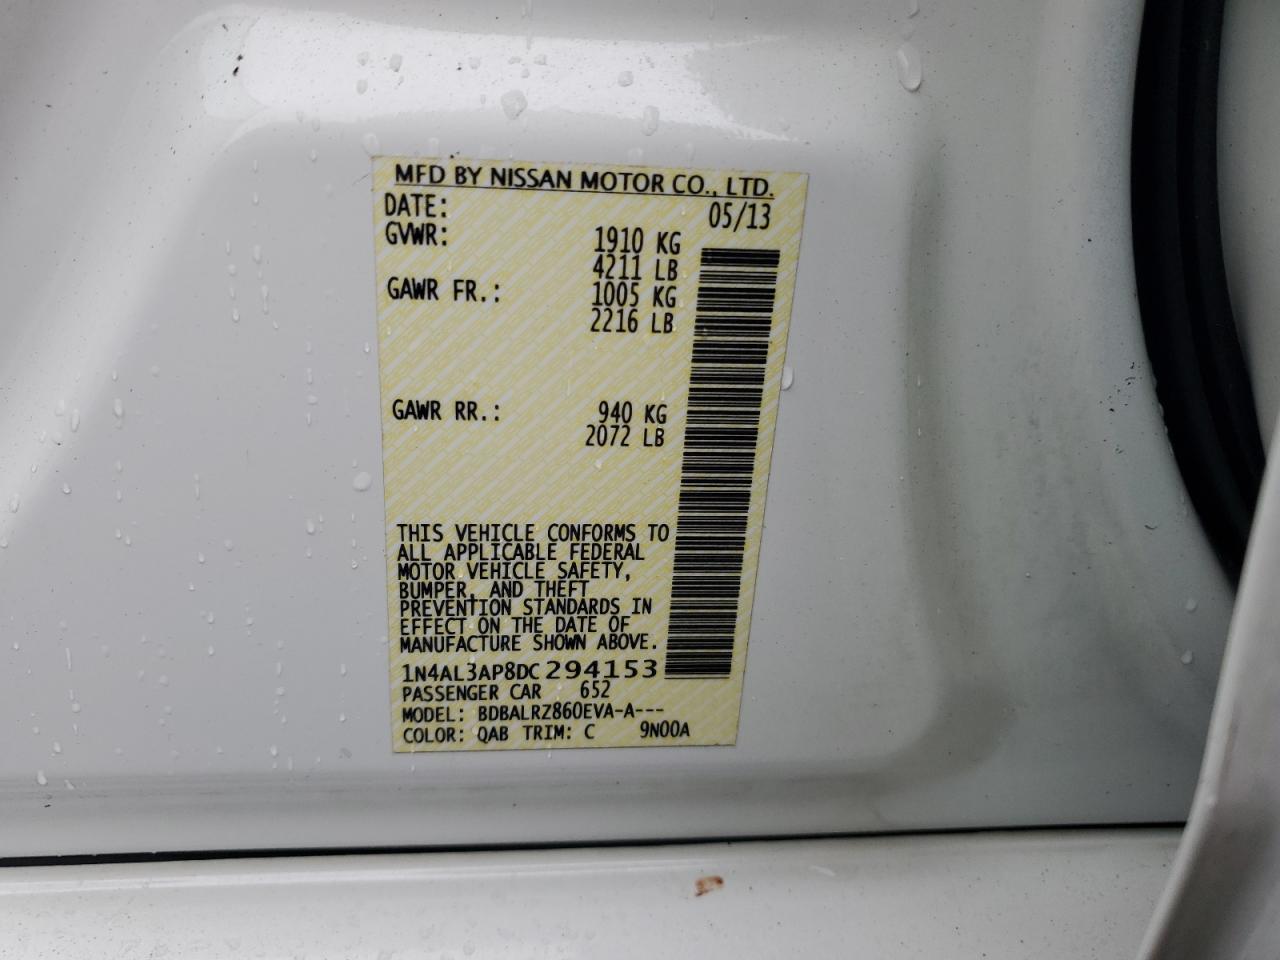 MFD BY NISSAN MOTOR CO., LTD.
DATE: 05/13
GVWR: 1910 KG
4211 LB
GAWR FR.: 1005 KG
2216 LB
GAWR RR.: 940 KG
2072 LB
THIS VEHICLE CONFORMS TO
ALL APPLICABLE FEDERAL
MOTOR VEHICLE SAFETY,
BUMPER, AND THEFT
PREVENTION STANDARDS IN
EFFECT ON THE DATE OF
MANUFACTURE SHOWN ABOVE.
1N4AL3AP8DC294153
PASSENGER CAR 652
MODEL: BDBALRZ860EVA-A---
COLOR: QAB TRIM: C 9N00A